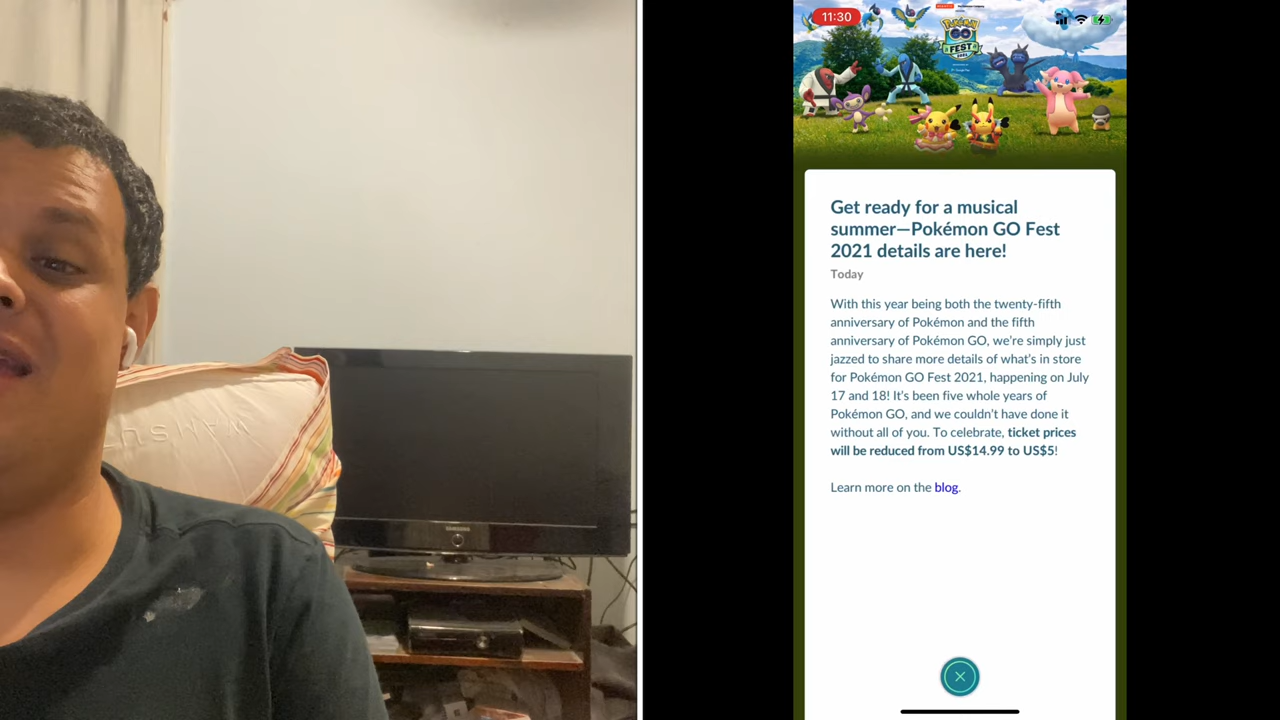 11:30
POKÉMON
GO
FEST
SAMSUNG
Get ready for a musical
summer—Pokémon GO Fest
2021 details are here!
Today
With this year being both the twenty-fifth
anniversary of Pokémon and the fifth
anniversary of Pokémon GO, we're simply just
jazzed to share more details of what's in store
for Pokémon GO Fest 2021, happening on July
17 and 18! It's been five whole years of
Pokémon GO, and we couldn't have done it
without all of you. To celebrate, ticket prices
will be reduced from US$14.99 to US$5!
Learn more on the blog.